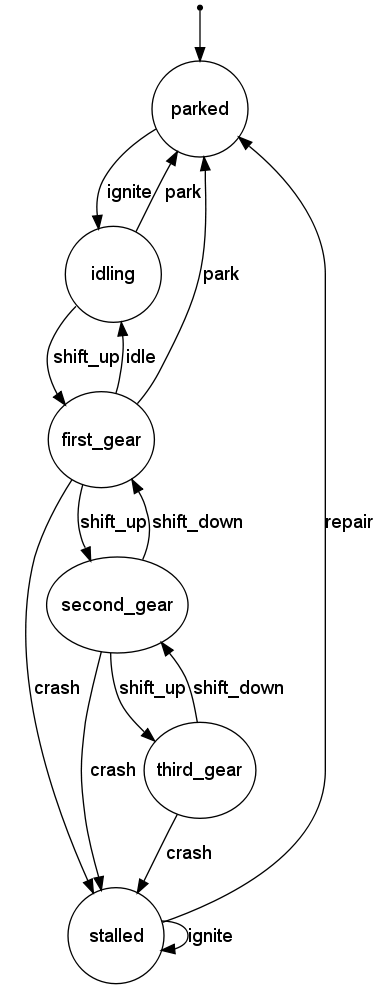 parked
ignite
park
idling
park
shift_up
idle
first_gear
shift_up
shift_down
repair
second_gear
crash
shift_up
shift_down
crash
third_gear
crash
stalled
ignite